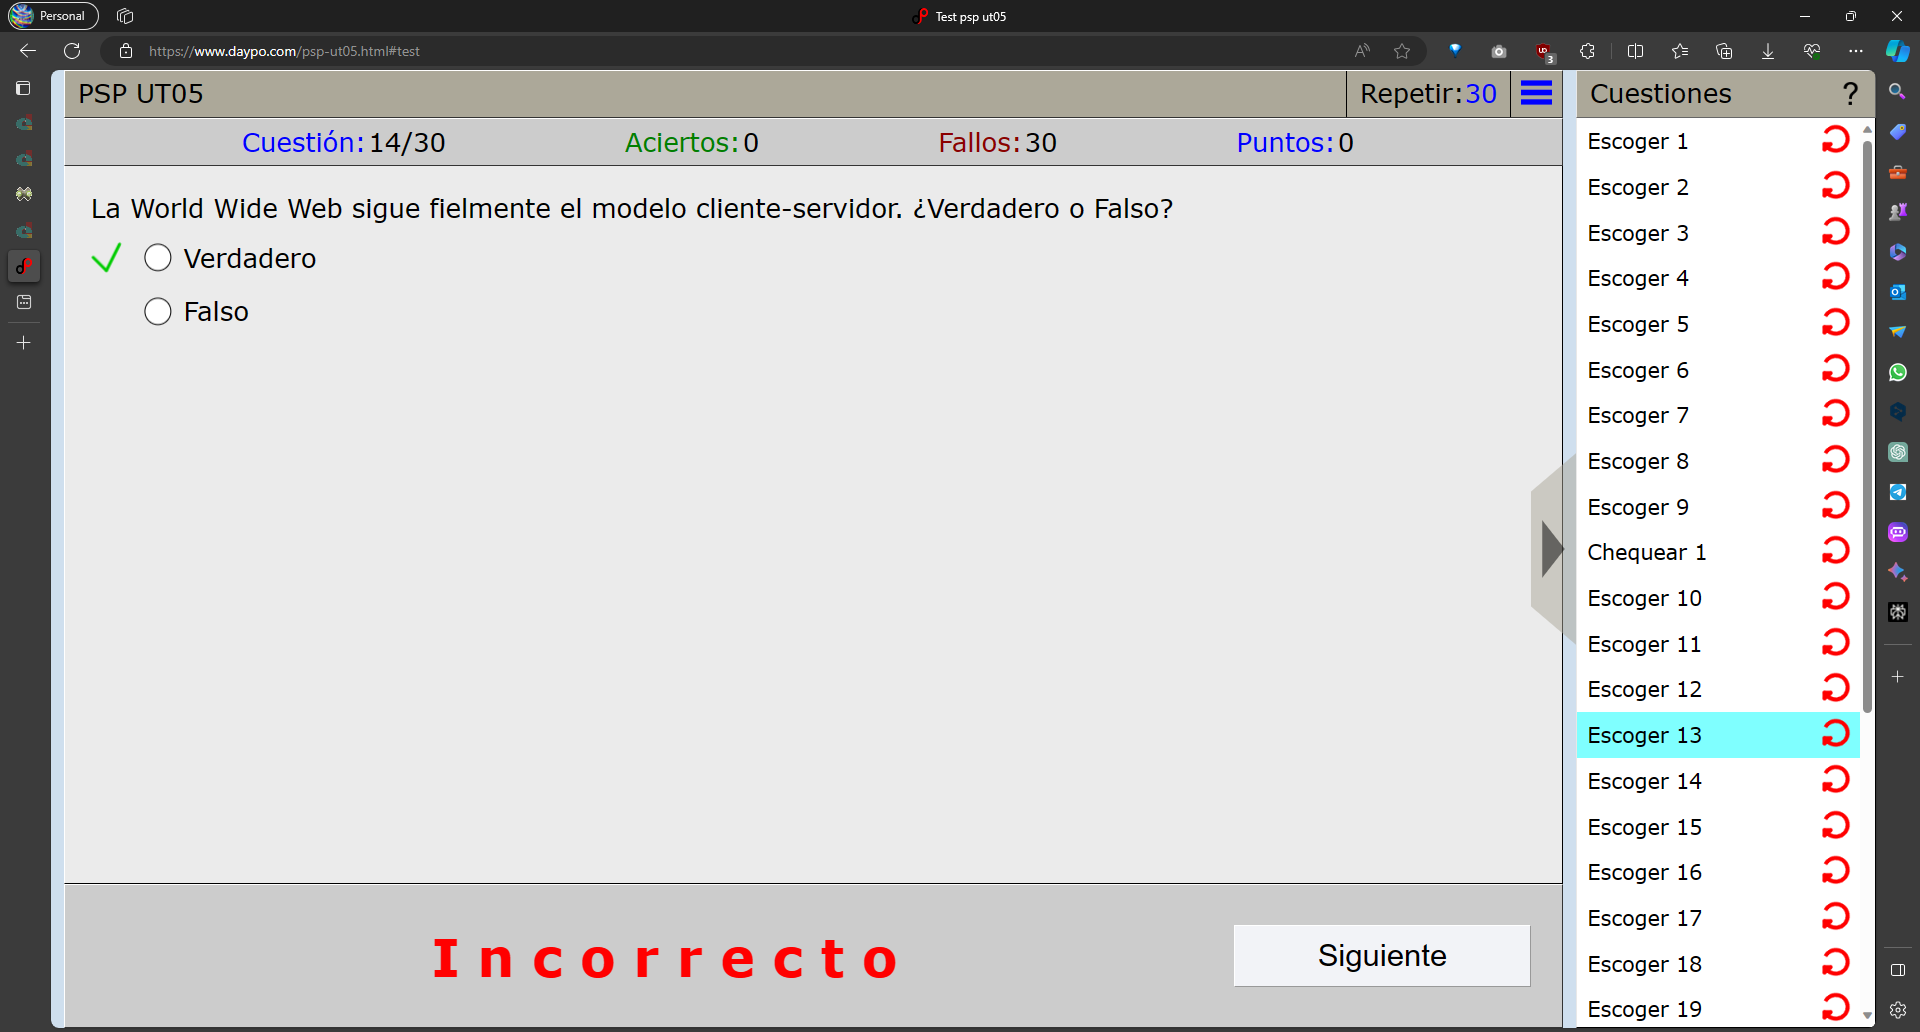 Personal
Test psp ut05
https://www.daypo.com/psp-ut05.html#test
3
PSP UT05
Repetir:30
Cuestión:14/30
Aciertos:0
Fallos:30
Puntos:0
La World Wide Web sigue fielmente el modelo cliente-servidor. ¿Verdadero o Falso?
Verdadero
Falso
Incorrecto
Siguiente
Cuestiones ?
Escoger 1
Escoger 2
Escoger 3
Escoger 4
Escoger 5
Escoger 6
Escoger 7
Escoger 8
Escoger 9
Chequear 1
Escoger 10
Escoger 11
Escoger 12
Escoger 13
Escoger 14
Escoger 15
Escoger 16
Escoger 17
Escoger 18
Escoger 19